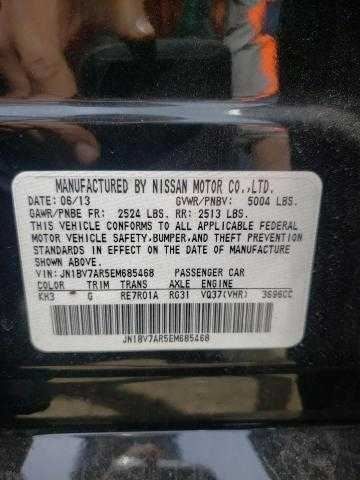 MANUFACTURED BY NISSAN MOTOR CO.,LTD.
DATE: 06/13 GVWR/PNBV: 5004 LBS.
GAWR/PNBE FR: 2524 LBS. RR: 2513 LBS.
THIS VEHICLE CONFORMS TO ALL APPLICABLE FEDERAL
MOTOR VEHICLE SAFETY,BUMPER,AND THEFT PREVENTION
STANDARDS IN EFFECT ON THE DATE OF MANUFACTURE
SHOWN ABOVE.
VIN: JN1BV7AR5EM685468 PASSENGER CAR
COLOR TRIM TRANS AXLE ENGINE
KH3 G RE7R01A RG31 VQ37(VHR) 3696CC
JN1BV7AR5EM685468